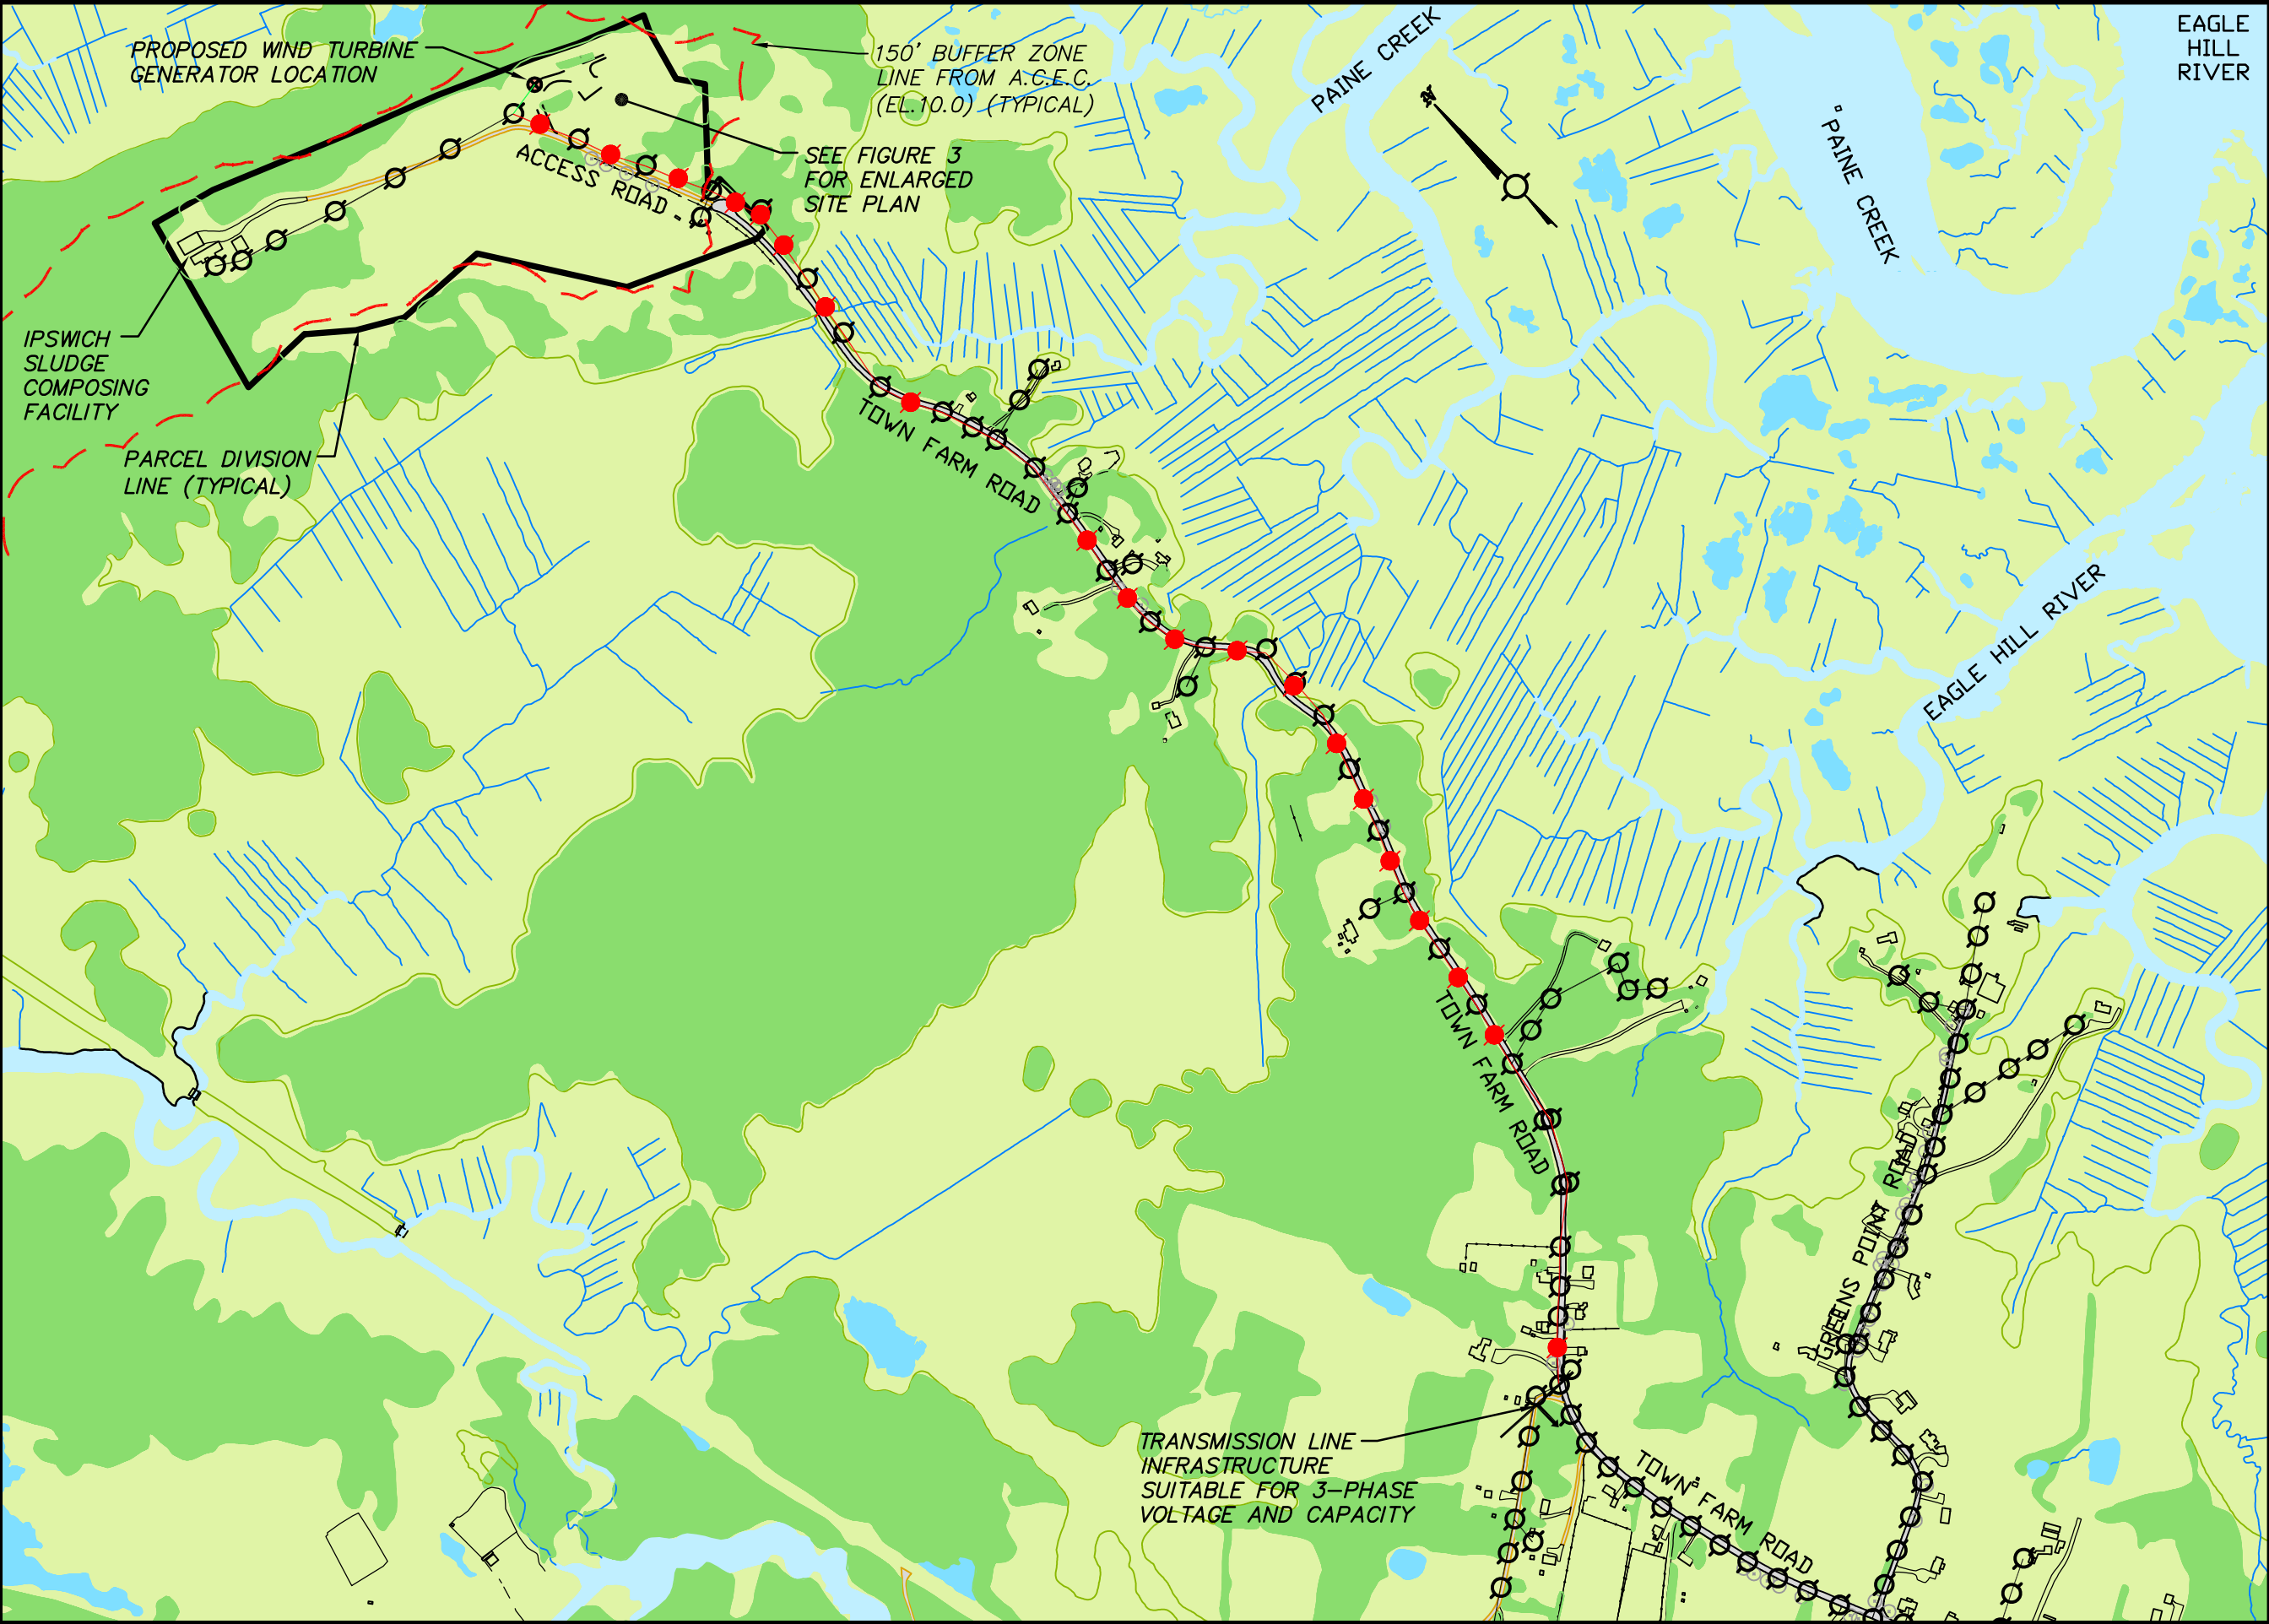 PROPOSED WIND TURBINE
GENERATOR LOCATION
150' BUFFER ZONE
LINE FROM A.C.E.C.
(EL.10.0) (TYPICAL)
PAINE CREEK
EAGLE
HILL
RIVER
N
PAINE CREEK
SEE FIGURE 3
FOR ENLARGED
SITE PLAN
ACCESS ROAD
IPSWICH
SLUDGE
COMPOSING
FACILITY
PARCEL DIVISION
LINE (TYPICAL)
TOWN FARM ROAD
EAGLE HILL RIVER
TOWN FARM ROAD
GREENS POINT ROAD
TRANSMISSION LINE
INFRASTRUCTURE
SUITABLE FOR 3-PHASE
VOLTAGE AND CAPACITY
TOWN FARM ROAD